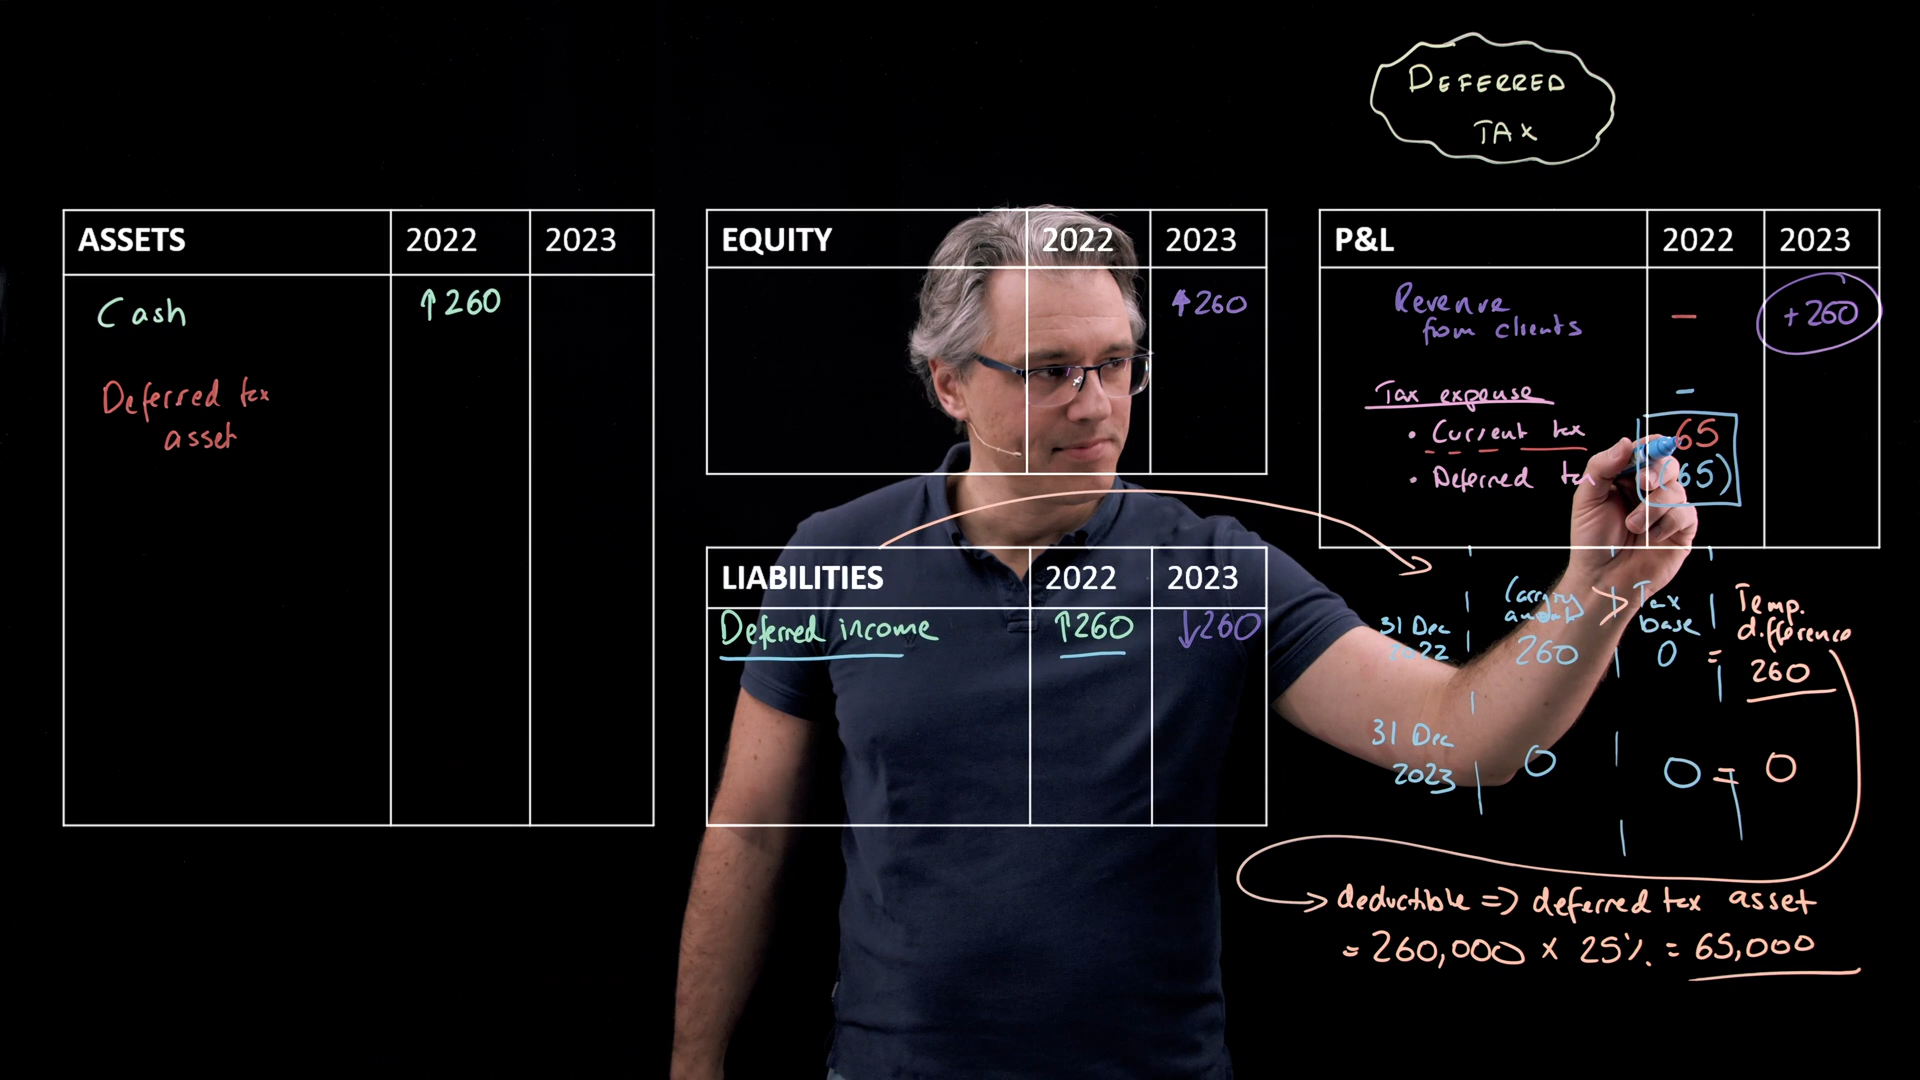 DEFERRED
TAX
ASSETS 2022 2023
Cash ↑260
Deferred tax
asset
EQUITY 2022 2023
↑260
LIABILITIES 2022 2023
Deferred income ↑260 ↓260
P&L 2022 2023
Revenue
from clients — +260
Tax expense -
• Current tax 65
• Deferred tax (65)
Carrying
amount > Tax
base
Temp.
difference
31 Dec
2022 260 0 = 260
31 Dec
2023 0 0 = 0
deductible => deferred tax asset
= 260,000 × 25% = 65,000